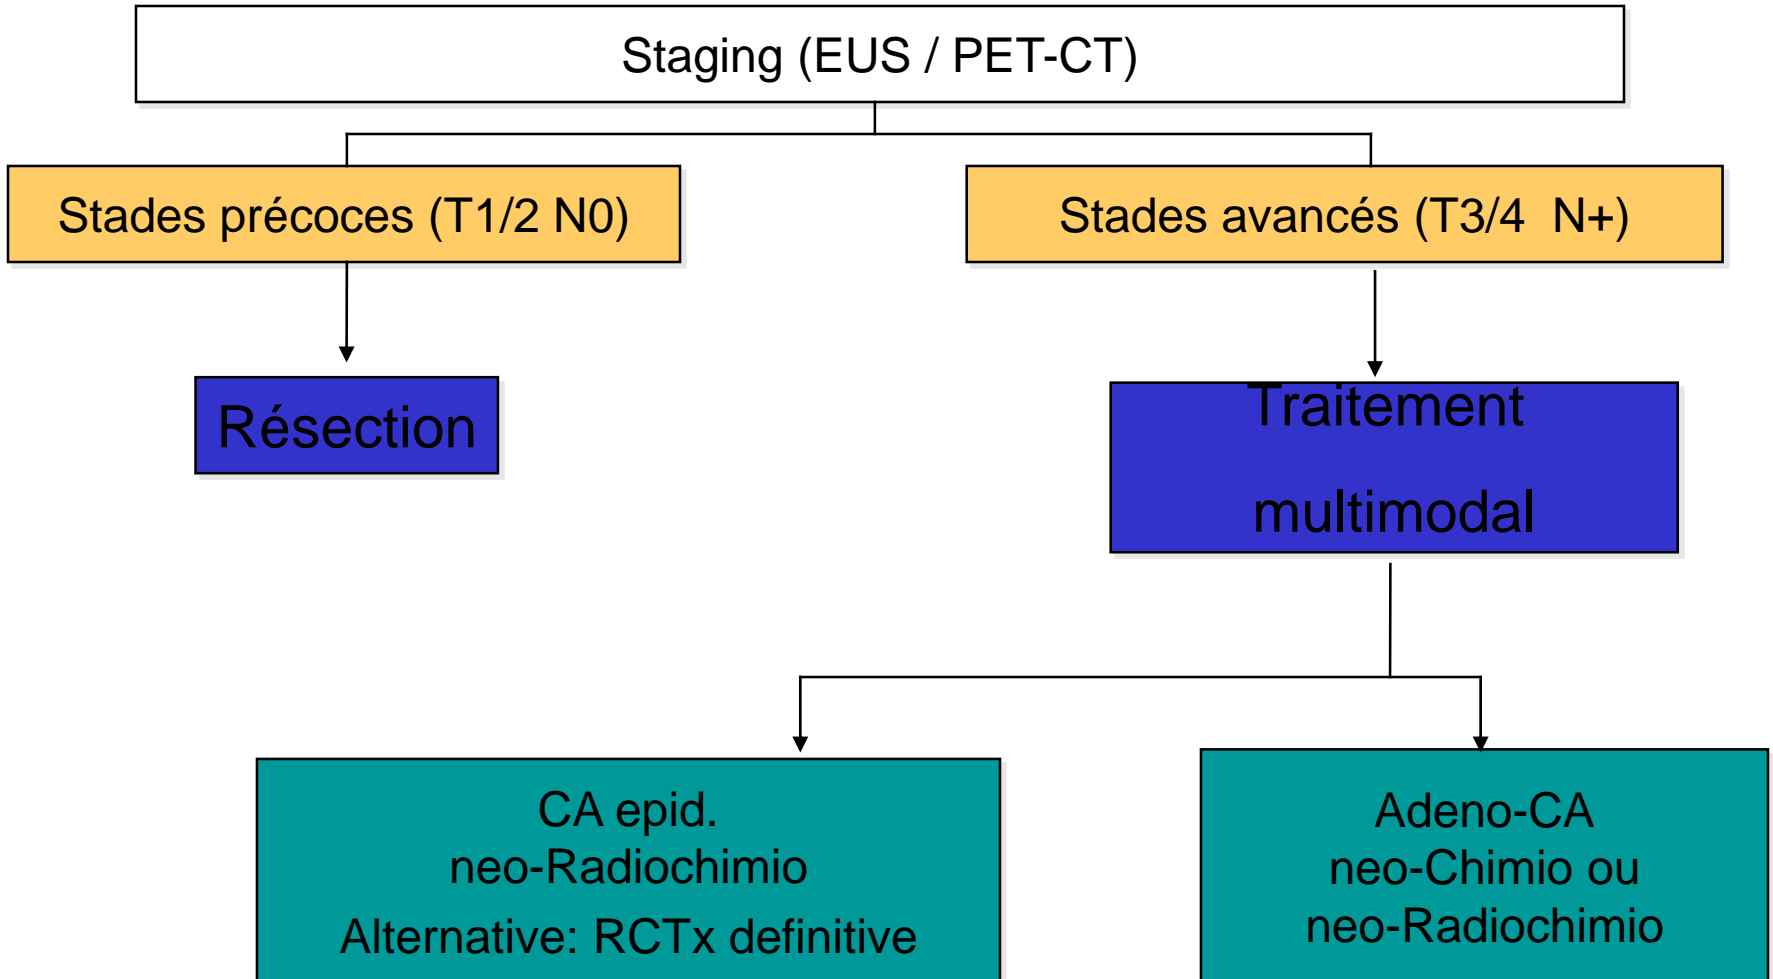 Staging (EUS / PET-CT)
Stades précoces (T1/2 N0)
Stades avancés (T3/4  N+)
Résection
Traitement
multimodal
CA epid.
neo-Radiochimio
Alternative: RCTx definitive
Adeno-CA
neo-Chimio ou
neo-Radiochimio